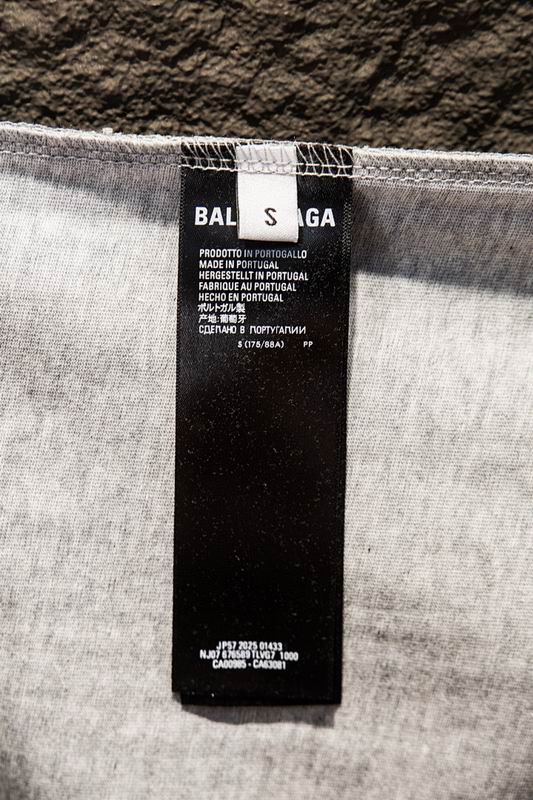 BAL AGA
S
PRODOTTO IN PORTOGALLO
MADE IN PORTUGAL
HERGESTELLT IN PORTUGAL
FABRIQUE AU PORTUGAL
HECHO EN PORTUGAL
ポルトガル製
产地:葡萄牙
СДЕЛАНО В ПОРТУГАЛИИ
S (175/88A) PP
JP57 2025 01433
NJ07 676589TLVG7 1000
CA00985 - CA63081